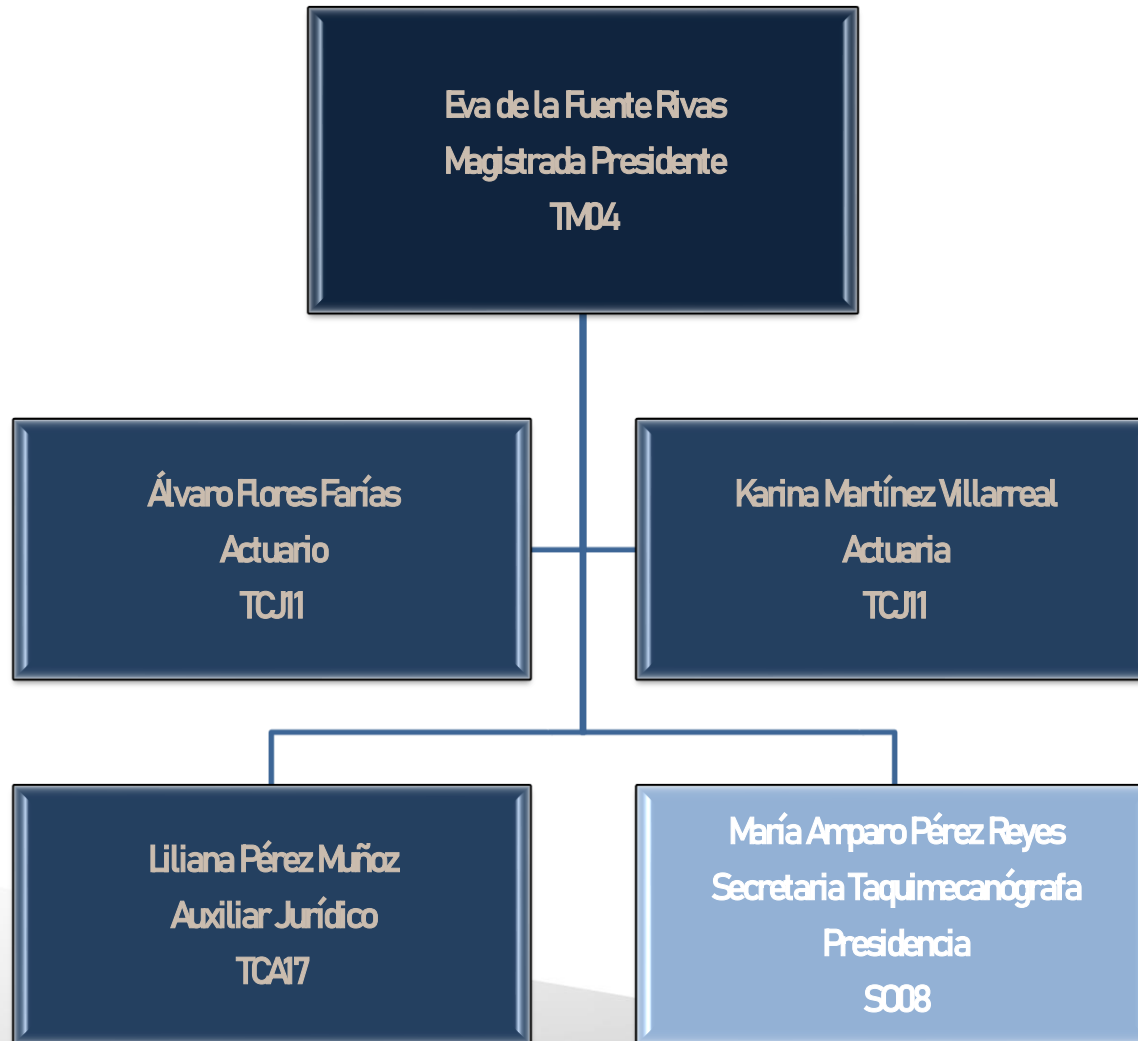 Eva de la Fuente Rivas
Magistrada Presidente
TM04
Álvaro Flores Farías
Actuario
TCJ11
Karina Martínez Villarreal
Actuaria
TCJ11
Liliana Pérez Muñoz
Auxiliar Jurídico
TCA17
María Amparo Pérez Reyes
Secretaria Taquimecanógrafa
Presidencia
SO08